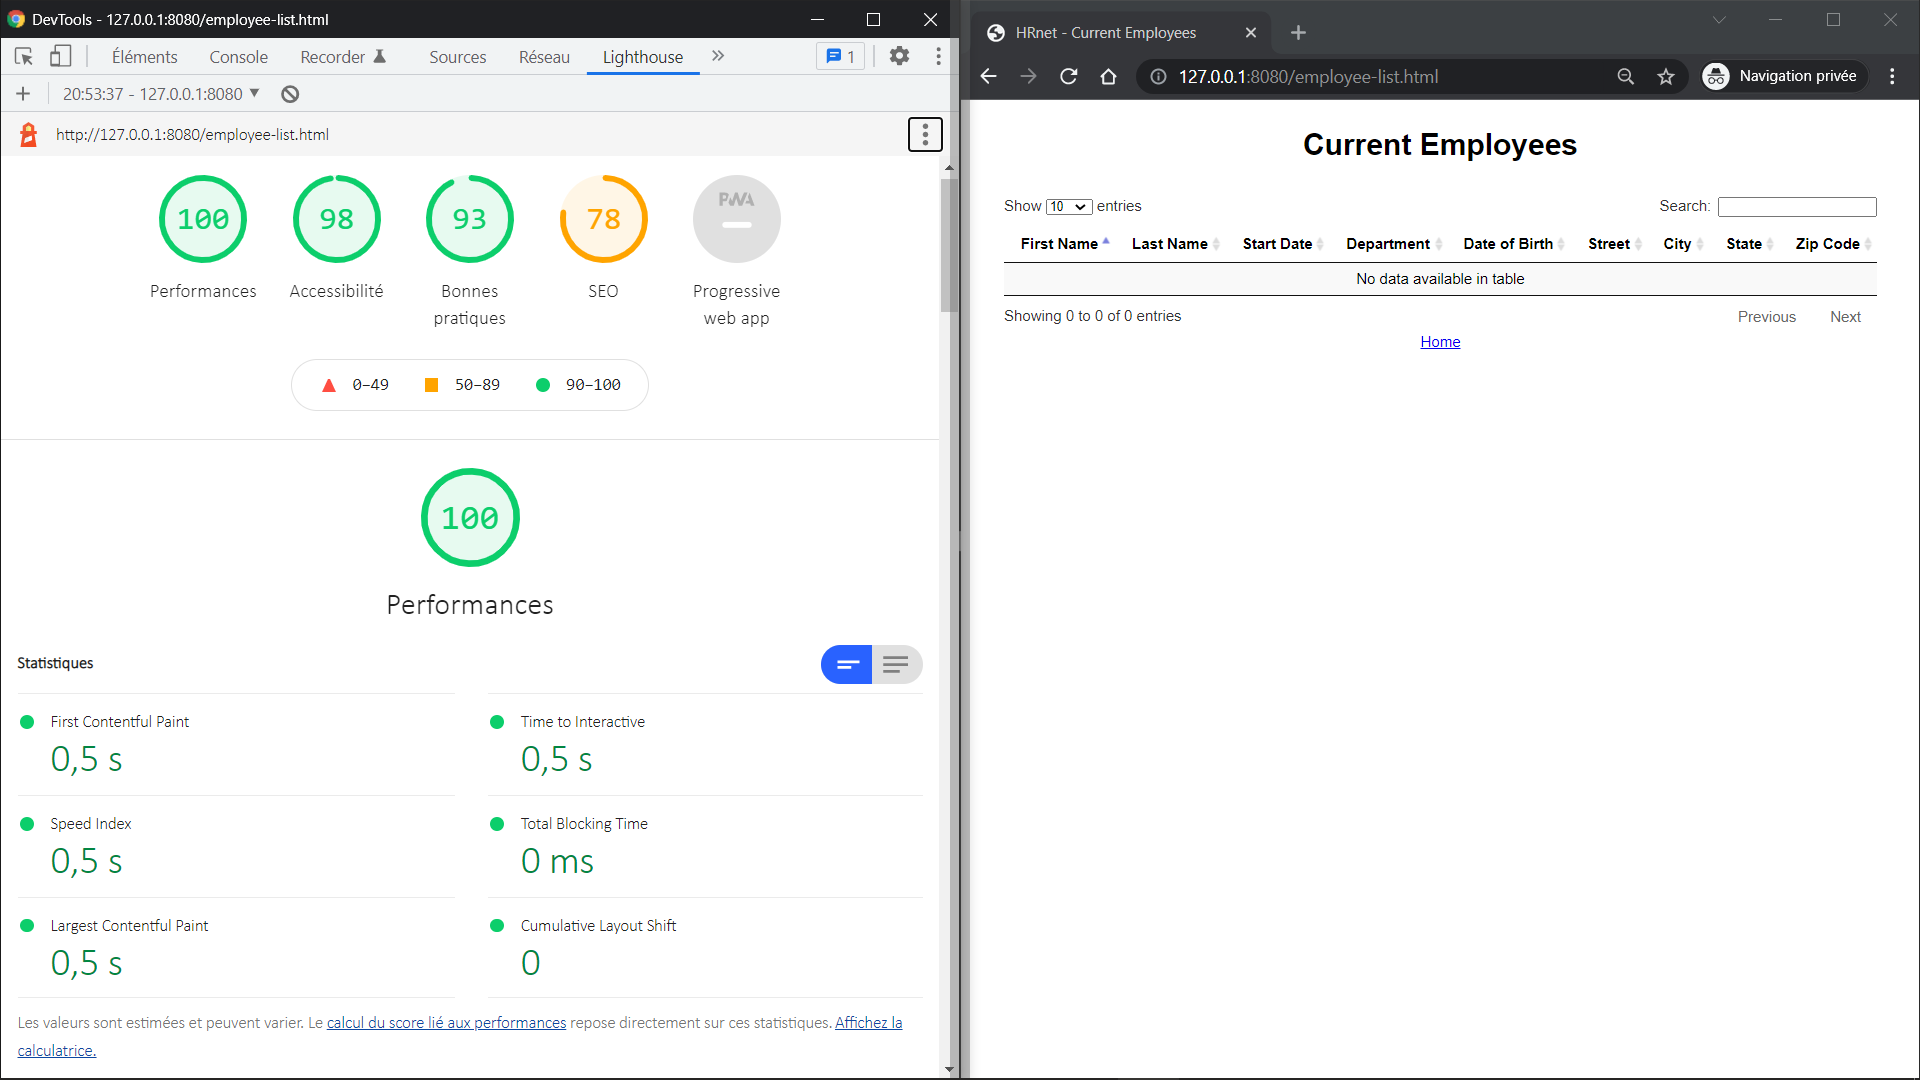 DevTools - 127.0.0.1:8080/employee-list.html
Éléments Console Recorder Sources Réseau Lighthouse 1
20:53:37 - 127.0.0.1:8080
http://127.0.0.1:8080/employee-list.html
100 98 93 78 PWA
Performances Accessibilité Bonnes pratiques SEO Progressive web app
0–49 50–89 90–100
100
Performances
Statistiques
First Contentful Paint Time to Interactive
0,5 s 0,5 s
Speed Index Total Blocking Time
0,5 s 0 ms
Largest Contentful Paint Cumulative Layout Shift
0,5 s 0
Les valeurs sont estimées et peuvent varier. Le calcul du score lié aux performances repose directement sur ces statistiques. Affichez la
calculatrice.
HRnet - Current Employees
127.0.0.1:8080/employee-list.html Navigation privée
Current Employees
Show 10 entries Search:
First Name Last Name Start Date Department Date of Birth Street City State Zip Code
No data available in table
Showing 0 to 0 of 0 entries Previous Next
Home